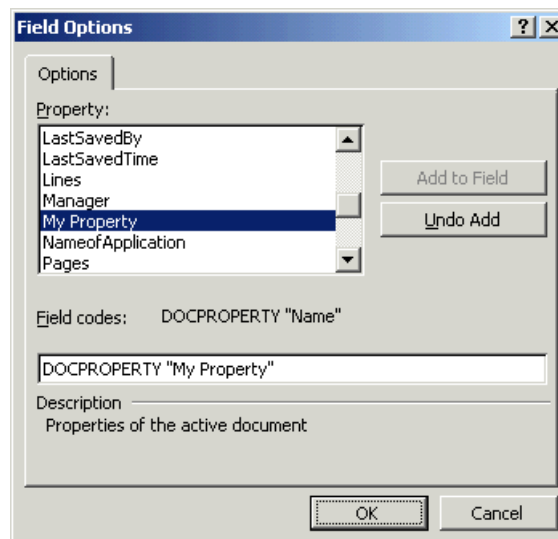 Field Options
Options
Property:
LastSavedBy
LastSavedTime
Lines
Manager
My Property
NameofApplication
Pages
Add to Field
Undo Add
Field codes: DOCPROPERTY "Name"
DOCPROPERTY "My Property"
Description
Properties of the active document
OK Cancel